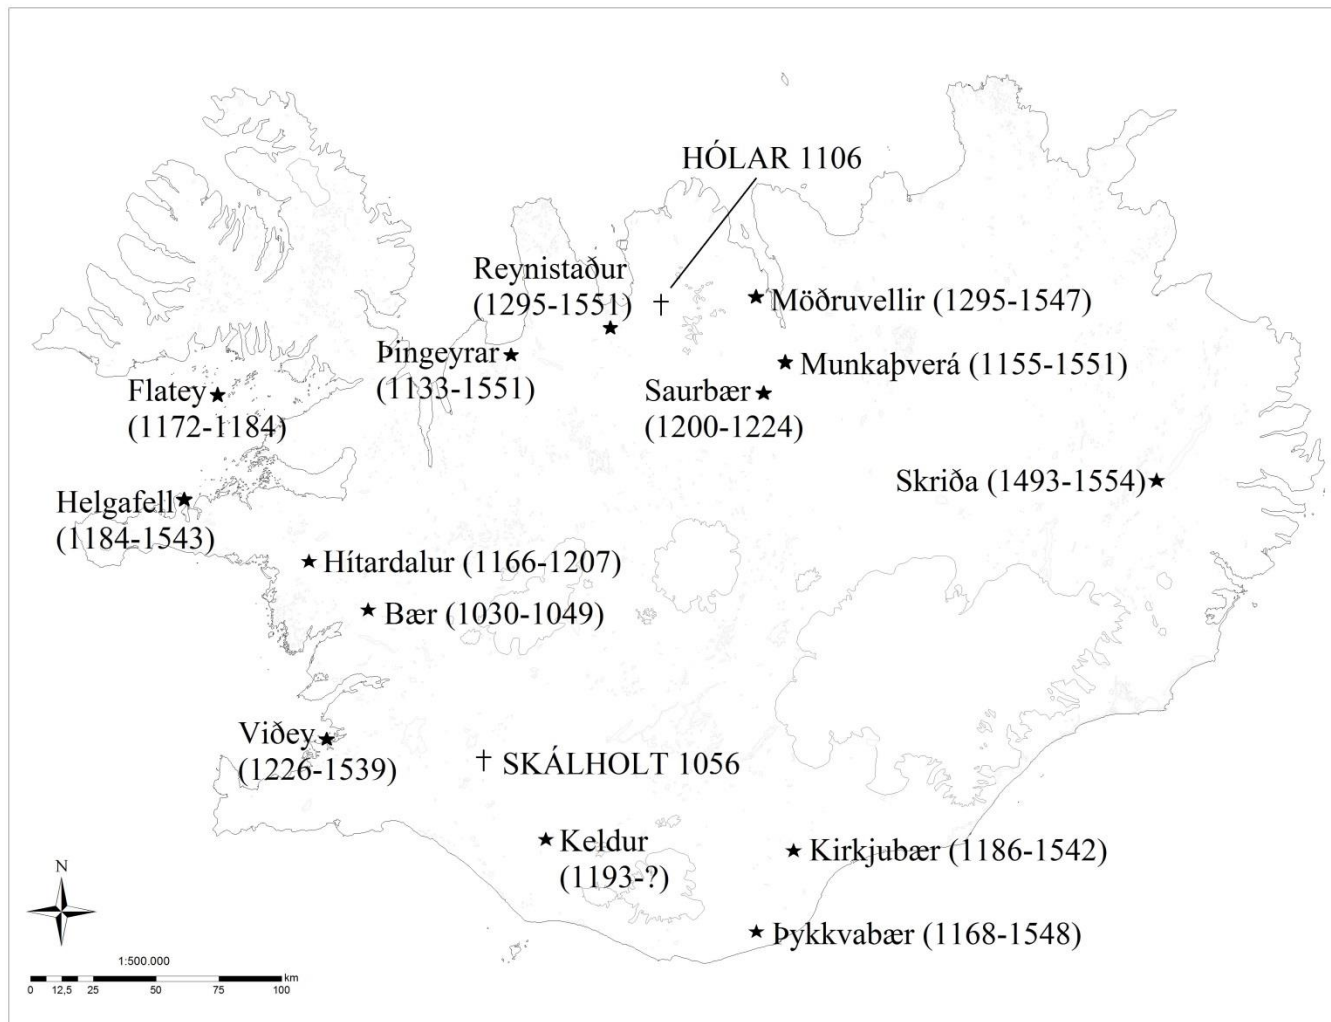 HÓLAR 1106
Reynistaður
(1295-1551)
Möðruvellir (1295-1547)
Þingeyrar
(1133-1551)
Munkaþverá (1155-1551)
Flatey
(1172-1184)
Saurbær
(1200-1224)
Skriða (1493-1554)
Helgafell
(1184-1543)
Hítardalur (1166-1207)
Bær (1030-1049)
Viðey
(1226-1539)
SKÁLHOLT 1056
Keldur
(1193-?)
Kirkjubær (1186-1542)
Þykkvabær (1168-1548)
N
1:500.000
km
0 12,5 25 50 75 100